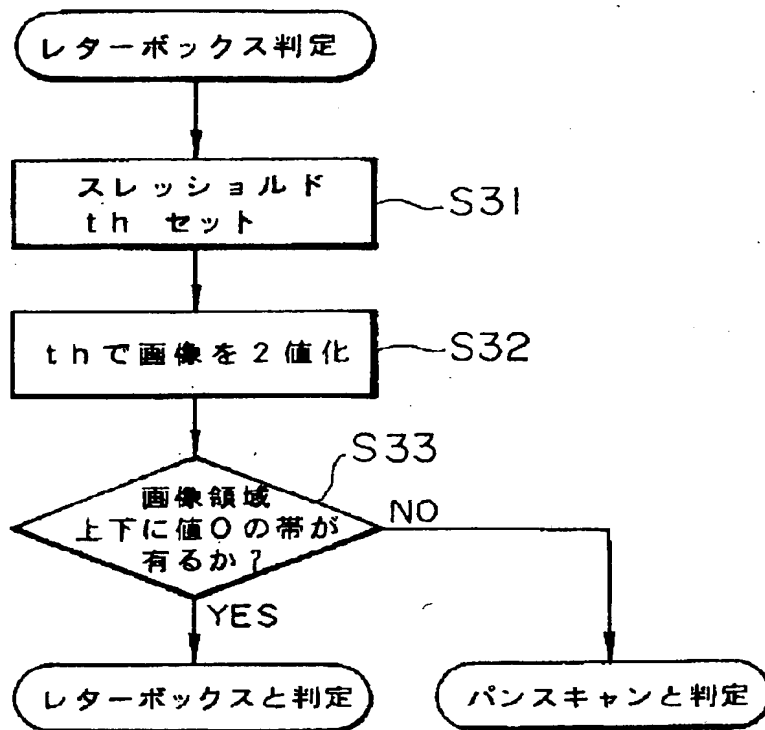 レターボックス判定
スレッショルド
th セット
S31
thで画像を2値化
S32
S33
画像領域
上下に値0の帯が
有るか?
NO
YES
レターボックスと判定
パンスキャンと判定